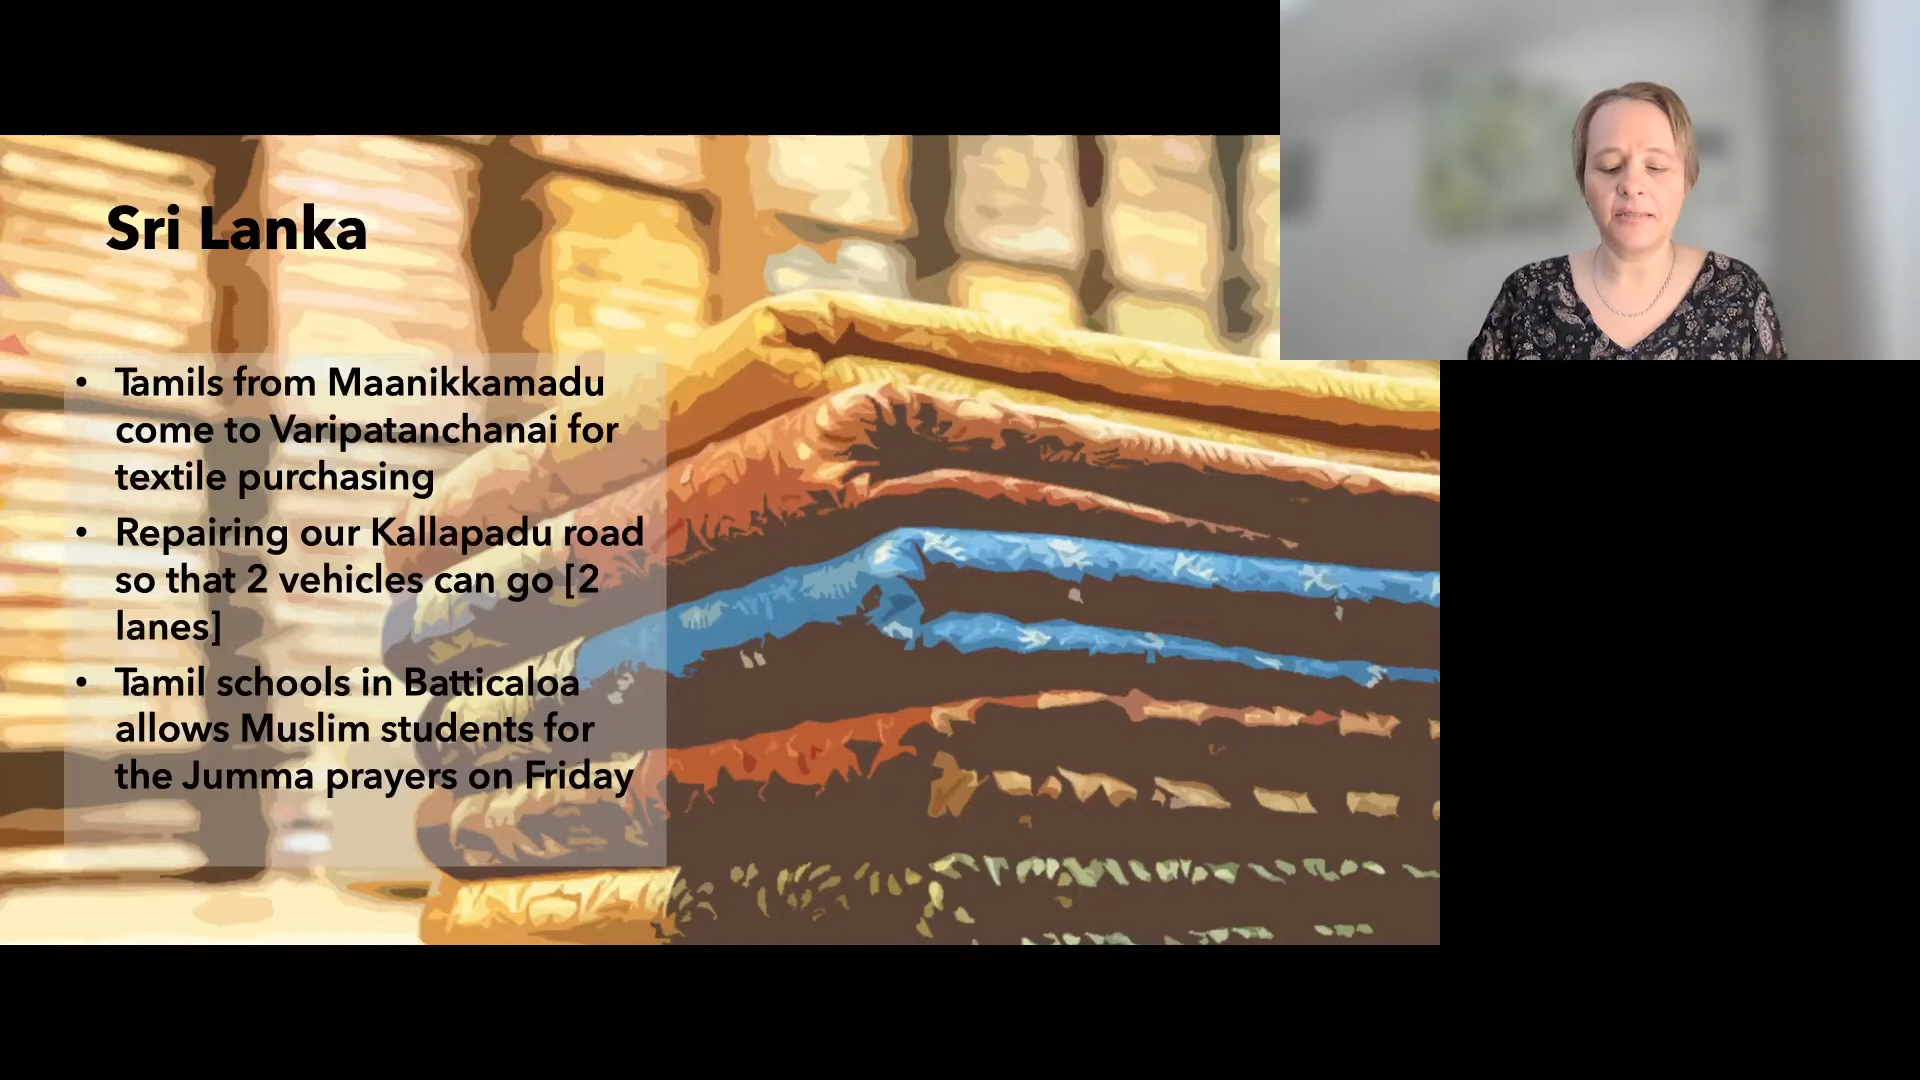 Sri Lanka
• Tamils from Maanikkamadu
come to Varipatanchanai for
textile purchasing
• Repairing our Kallapadu road
so that 2 vehicles can go [2
lanes]
• Tamil schools in Batticaloa
allows Muslim students for
the Jumma prayers on Friday